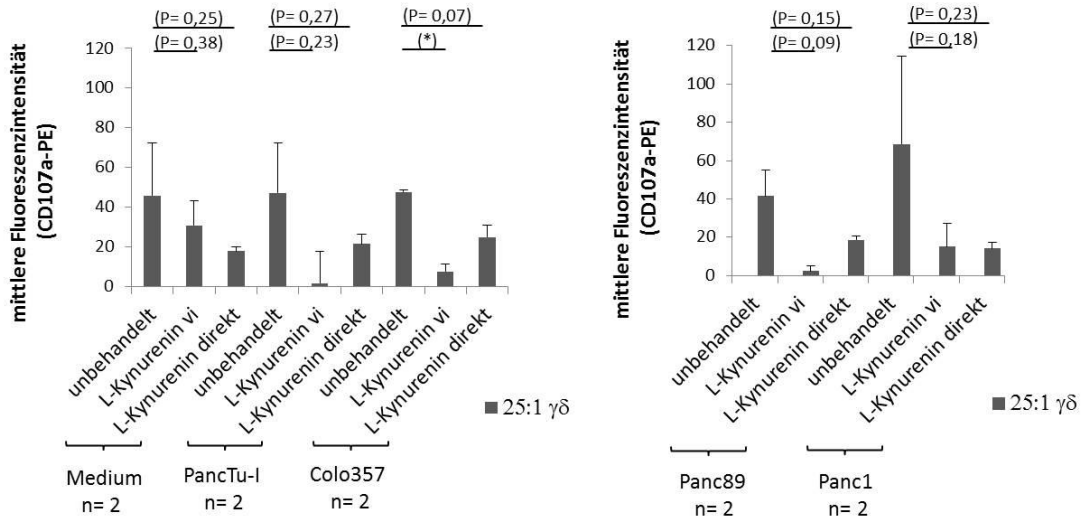 (P= 0,25)
(P= 0,38)
(P= 0,27)
(P= 0,23)
(P= 0,07)
(*)
mittlere Fluoreszenzintensität
(CD107a-PE)
120
100
80
60
40
20
0
unbehandelt
L-Kynurenin vi
L-Kynurenin direkt
unbehandelt
L-Kynurenin vi
L-Kynurenin direkt
unbehandelt
L-Kynurenin vi
L-Kynurenin direkt
25:1 γδ
Medium
n= 2
PancTu-I
n= 2
Colo357
n= 2
(P= 0,15)
(P= 0,09)
(P= 0,23)
(P= 0,18)
mittlere Fluoreszenzintensität
(CD107a-PE)
120
100
80
60
40
20
0
unbehandelt
L-Kynurenin vi
L-Kynurenin direkt
unbehandelt
L-Kynurenin vi
L-Kynurenin direkt
25:1 γδ
Panc89
n= 2
Panc1
n= 2